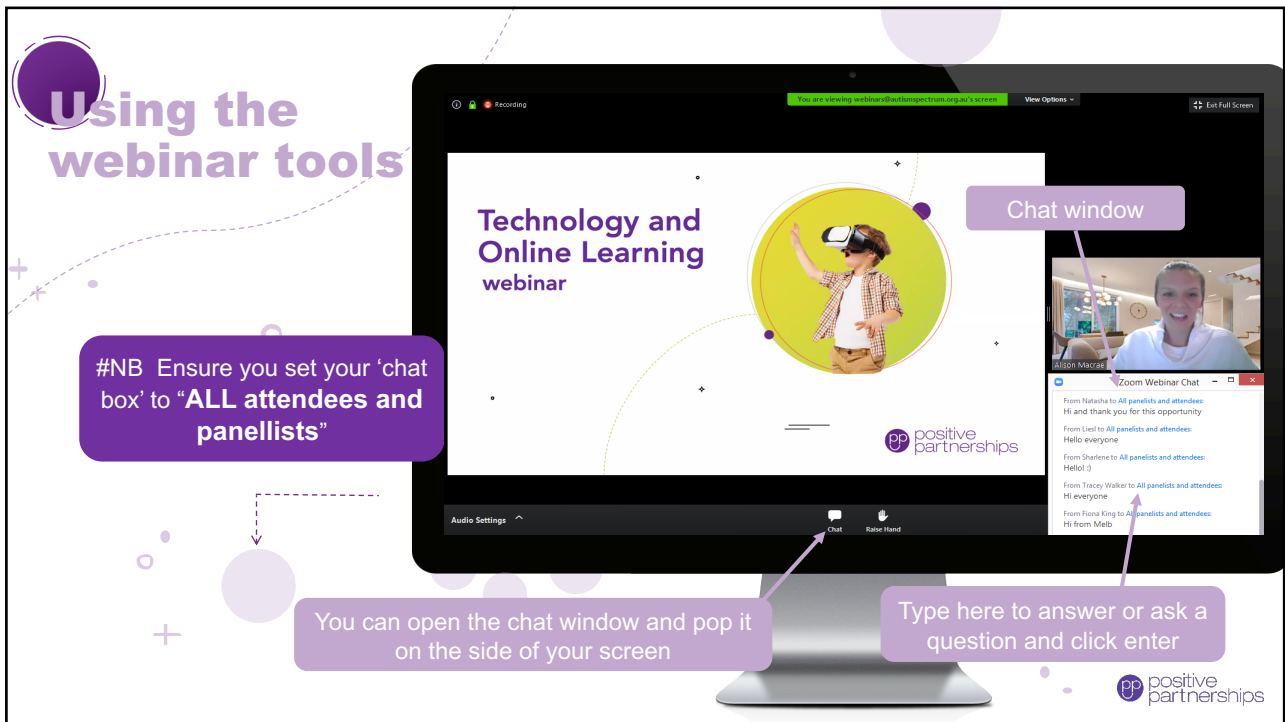 Using the
webinar tools
Recording
You are viewing webinars@autismspectrum.org.au's screen
View Options
Exit Full Screen
Technology and
Online Learning
webinar
pp positive
partnerships
Chat window
Alison Macrae
#NB Ensure you set your ‘chat
box’ to “ALL attendees and
panellists”
Zoom Webinar Chat
From Natasha to All panelists and attendees:
Hi and thank you for this opportunity
From Liesl to All panelists and attendees:
Hello everyone
From Sharlene to All panelists and attendees:
Hello! :)
From Tracey Walker to All panelists and attendees:
Hi everyone
From Fiona King to All panelists and attendees:
Hi from Melb
Audio Settings
Chat
Raise Hand
You can open the chat window and pop it
on the side of your screen
Type here to answer or ask a
question and click enter
pp positive
partnerships